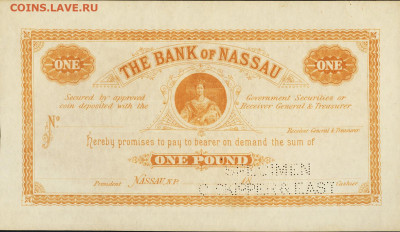 COINS.LAVE.RU
ONE THE BANK OF NASSAU ONE
Secured by approved Government Securities or
coin deposited with the Receiver General & Treasurer
No
Receiver General & Treasurer
Hereby promises to pay to bearer on demand the sum of
ONE POUND
SPECIMEN
President NASSAU N.P. 18 Cashier
C. SKIPPER & EAST